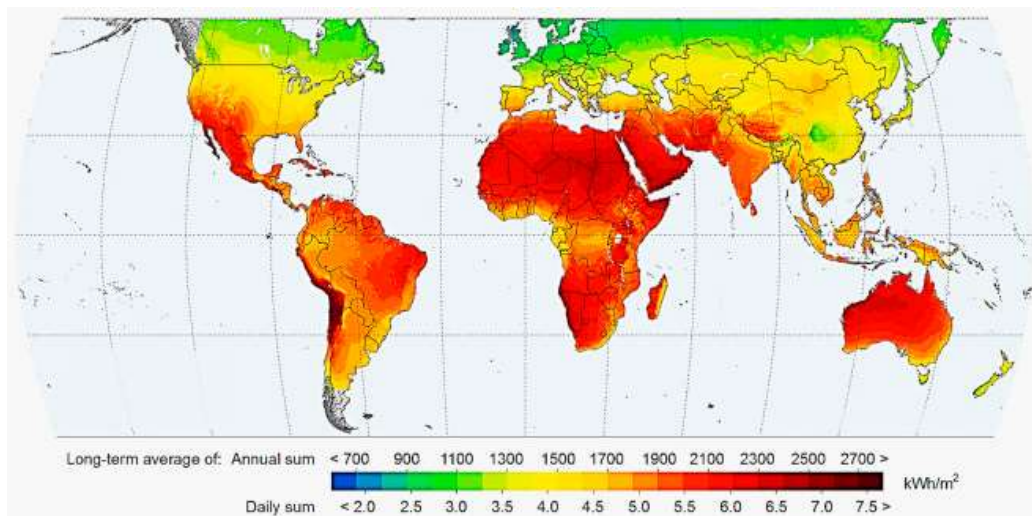 Long-term average of: Annual sum < 700 900 1100 1300 1500 1700 1900 2100 2300 2500 2700 >
kWh/m²
Daily sum < 2.0 2.5 3.0 3.5 4.0 4.5 5.0 5.5 6.0 6.5 7.0 7.5 >